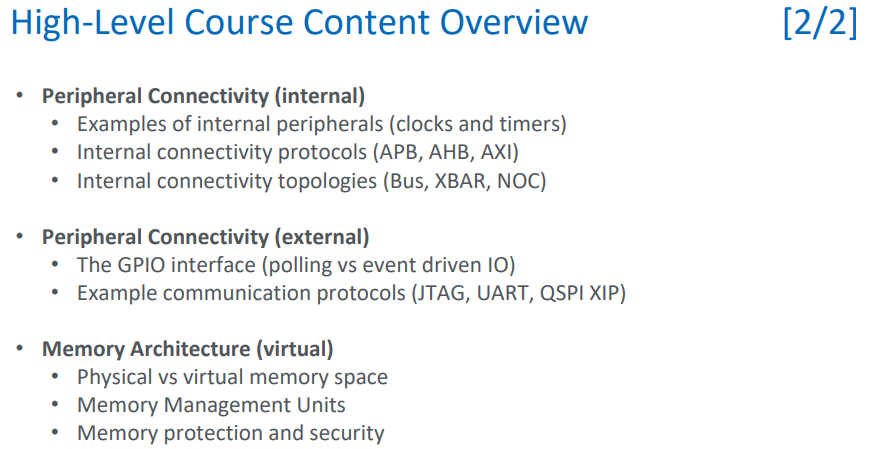 High-Level Course Content Overview [2/2]
• Peripheral Connectivity (internal)
• Examples of internal peripherals (clocks and timers)
• Internal connectivity protocols (APB, AHB, AXI)
• Internal connectivity topologies (Bus, XBAR, NOC)
• Peripheral Connectivity (external)
• The GPIO interface (polling vs event driven IO)
• Example communication protocols (JTAG, UART, QSPI XIP)
• Memory Architecture (virtual)
• Physical vs virtual memory space
• Memory Management Units
• Memory protection and security